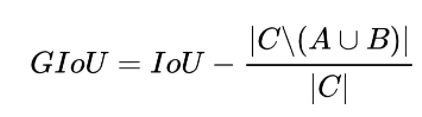 GIoU = IoU − |C\(A ∪ B)| / |C|